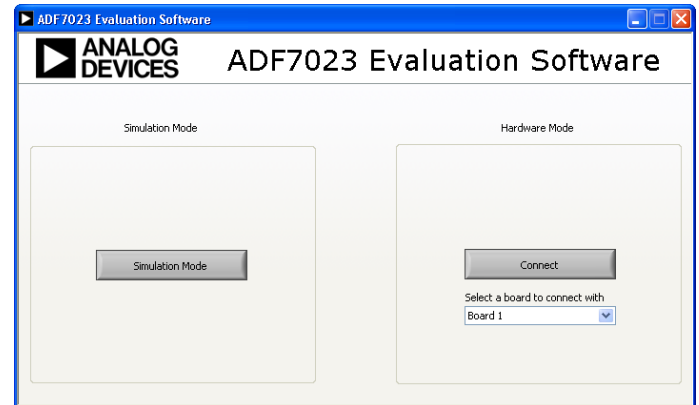 ADF7023 Evaluation Software
ANALOG
DEVICES
ADF7023 Evaluation Software
Simulation Mode
Hardware Mode
Simulation Mode
Connect
Select a board to connect with
Board 1